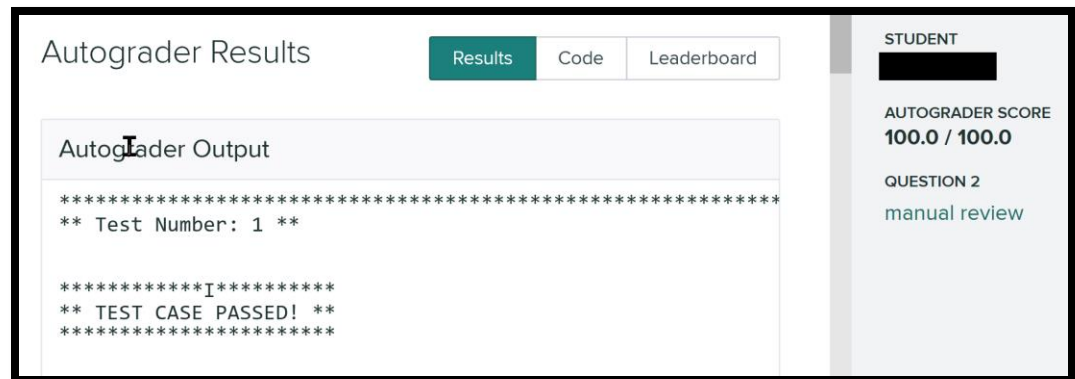 Autograder Results
Results Code Leaderboard
Autograder Output
***********************************************************
** Test Number: 1 **
***********************
** TEST CASE PASSED! **
***********************
STUDENT
AUTOGRADER SCORE
100.0 / 100.0
QUESTION 2
manual review